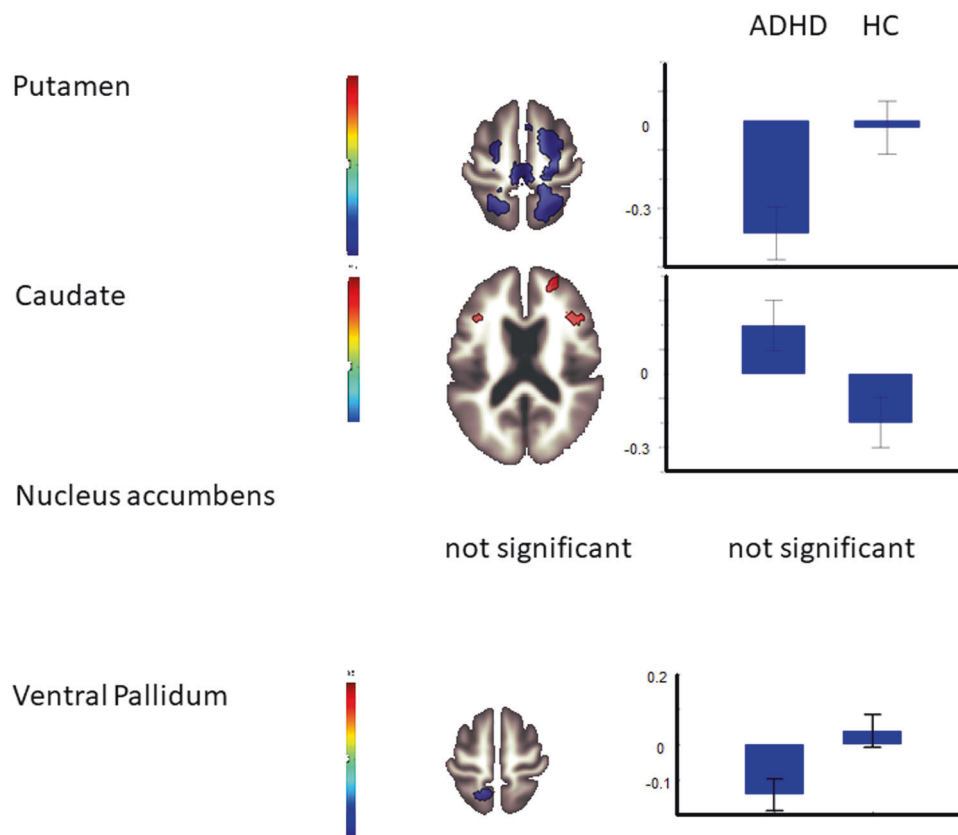 ADHD HC
Putamen
0
-0.3
Caudate
0
-0.3
Nucleus accumbens
not significant not significant
Ventral Pallidum
0.2
0
-0.1